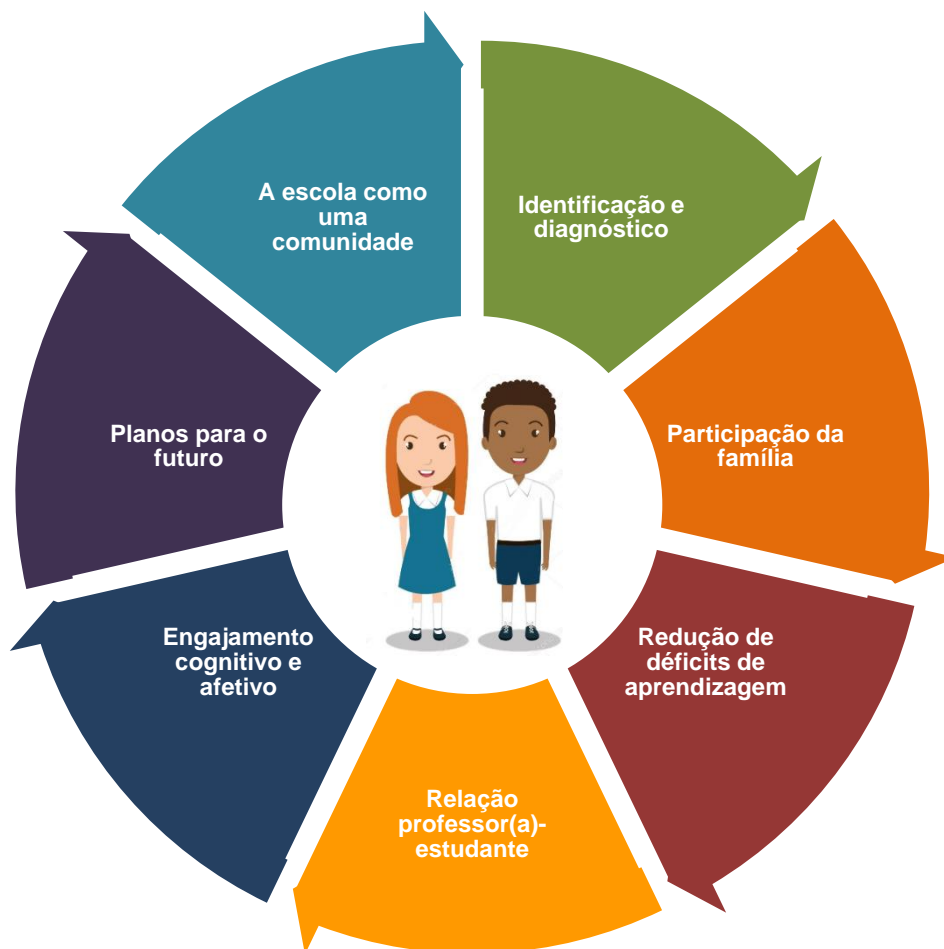 A escola como
uma
comunidade
Identificação e
diagnóstico
Participação da
família
Redução de
déficits de
aprendizagem
Relação
professor(a)-
estudante
Engajamento
cognitivo e
afetivo
Planos para o
futuro